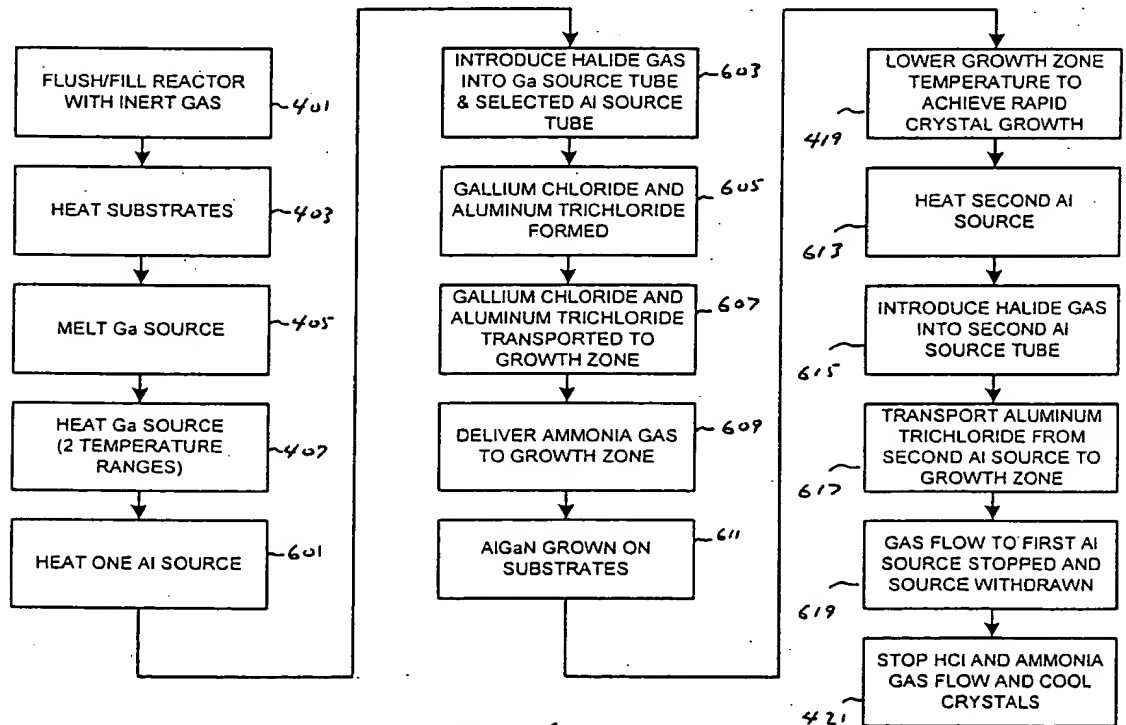 FLUSH/FILL REACTOR
WITH INERT GAS
401
HEAT SUBSTRATES
403
MELT Ga SOURCE
405
HEAT Ga SOURCE
(2 TEMPERATURE
RANGES)
407
HEAT ONE Al SOURCE
601
INTRODUCE HALIDE GAS
INTO Ga SOURCE TUBE
& SELECTED Al SOURCE
TUBE
603
GALLIUM CHLORIDE AND
ALUMINUM TRICHLORIDE
FORMED
605
GALLIUM CHLORIDE AND
ALUMINUM TRICHLORIDE
TRANSPORTED TO
GROWTH ZONE
607
DELIVER AMMONIA GAS
TO GROWTH ZONE
609
AlGaN GROWN ON
SUBSTRATES
611
LOWER GROWTH ZONE
TEMPERATURE TO
ACHIEVE RAPID
CRYSTAL GROWTH
419
HEAT SECOND Al
SOURCE
613
INTRODUCE HALIDE GAS
INTO SECOND Al
SOURCE TUBE
615
TRANSPORT ALUMINUM
TRICHLORIDE FROM
SECOND Al SOURCE TO
GROWTH ZONE
617
GAS FLOW TO FIRST Al
SOURCE STOPPED AND
SOURCE WITHDRAWN
619
STOP HCl AND AMMONIA
GAS FLOW AND COOL
CRYSTALS
421